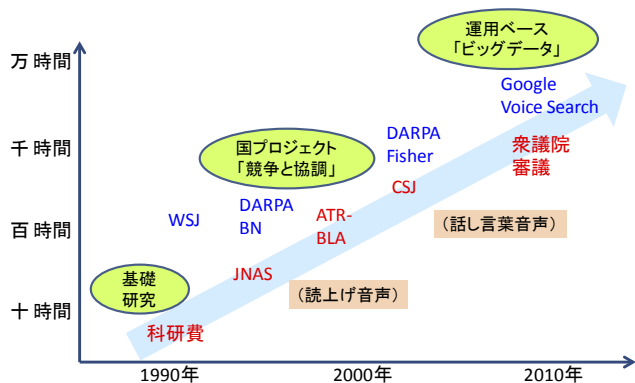 運用ベース
「ビッグデータ」
万 時間
Google
Voice Search
国プロジェクト
「競争と協調」
DARPA
Fisher
千 時間
衆議院
審議
CSJ
WSJ
DARPA
BN
ATR-
BLA
百 時間
(話し言葉音声)
基礎
研究
JNAS
(読上げ音声)
十 時間
科研費
1990年
2000年
2010年